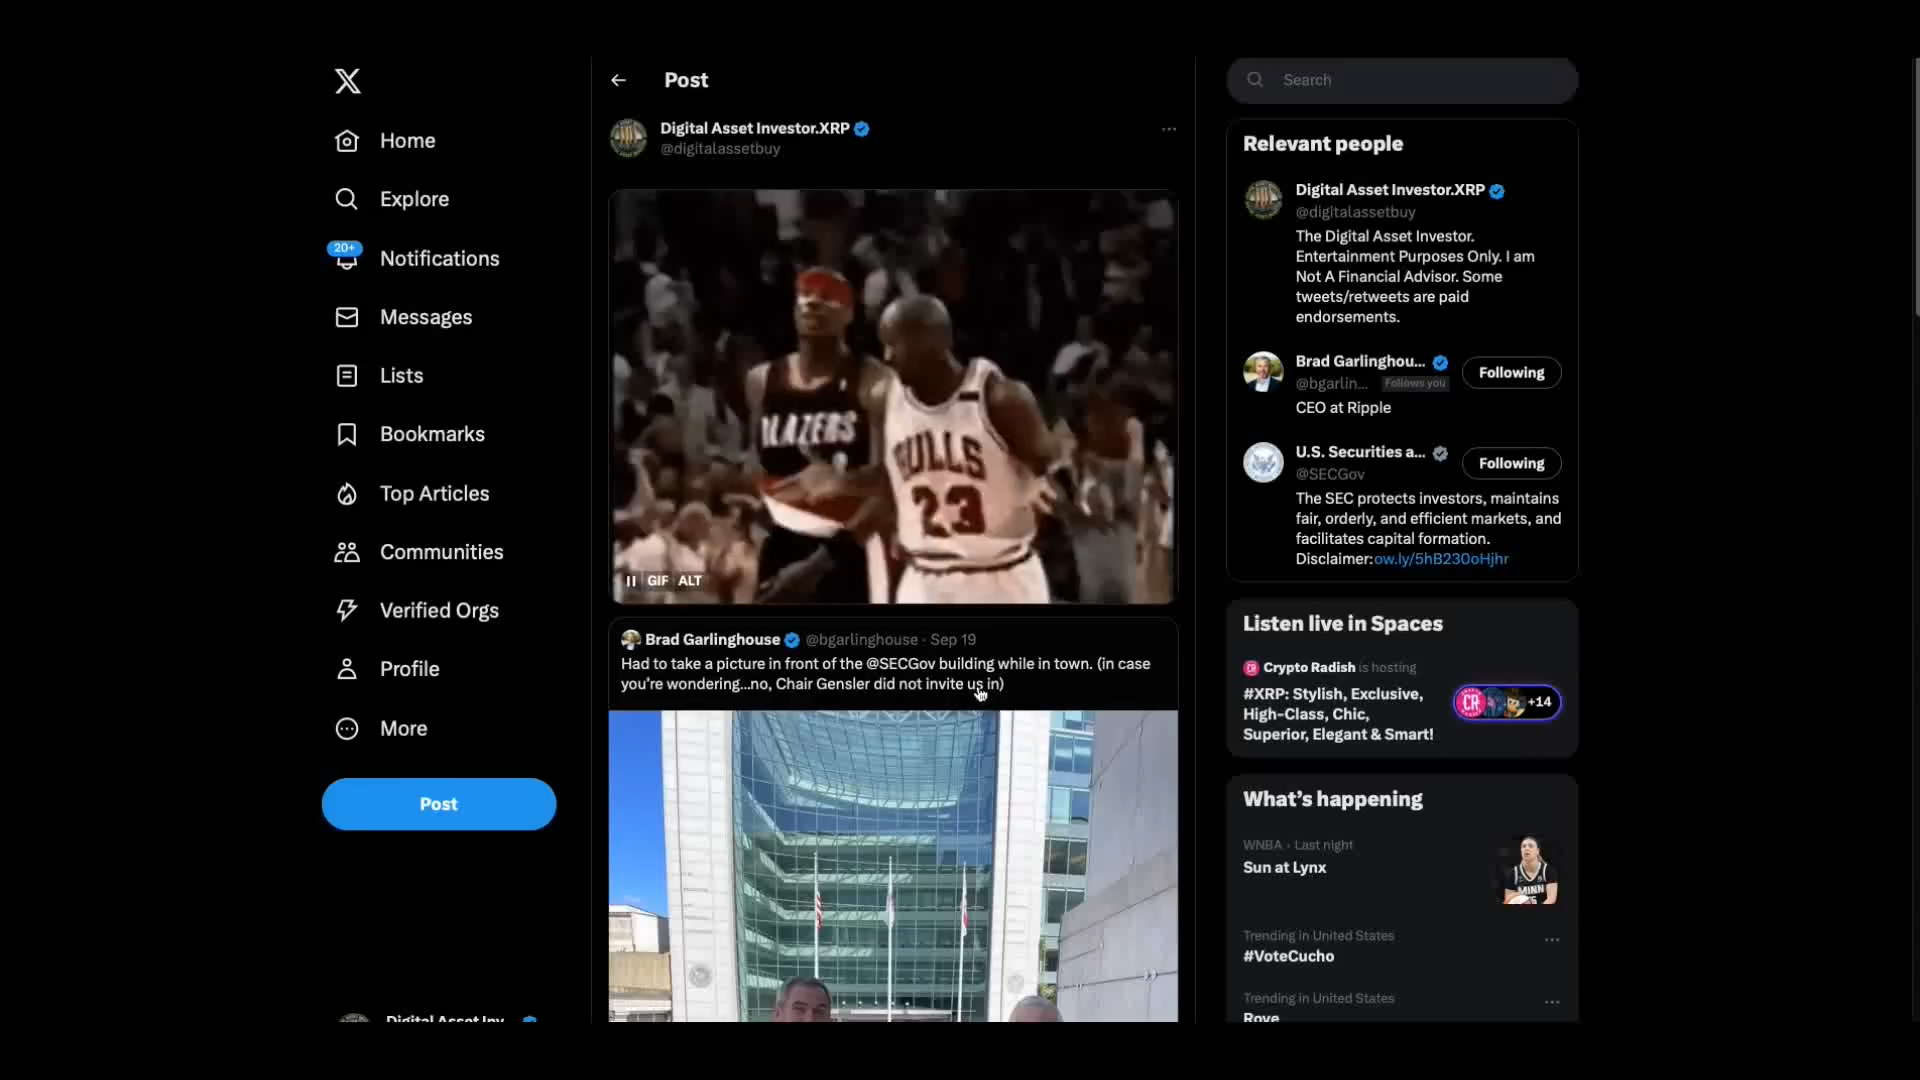 Home
Explore
20+
Notifications
Messages
Lists
Bookmarks
Top Articles
Communities
Verified Orgs
Profile
More
Post
Digital Asset Inv...
Post
Digital Asset Investor.XRP
@digitalassetbuy
BLAZERS
BULLS
23
GIF ALT
Brad Garlinghouse @bgarlinghouse · Sep 19
Had to take a picture in front of the @SECGov building while in town. (in case
you're wondering...no, Chair Gensler did not invite us in)
Search
Relevant people
Digital Asset Investor.XRP
@digitalassetbuy
The Digital Asset Investor.
Entertainment Purposes Only. I am
Not A Financial Advisor. Some
tweets/retweets are paid
endorsements.
Brad Garlinghou...
Following
@bgarlin... Follows you
CEO at Ripple
U.S. Securities a...
Following
@SECGov
The SEC protects investors, maintains
fair, orderly, and efficient markets, and
facilitates capital formation.
Disclaimer:ow.ly/5hB230oHjhr
Listen live in Spaces
Crypto Radish is hosting
#XRP: Stylish, Exclusive,
High-Class, Chic,
Superior, Elegant & Smart!
CR
+14
What's happening
WNBA · Last night
Sun at Lynx
MINN
Trending in United States
#VoteCucho
Trending in United States
Rove